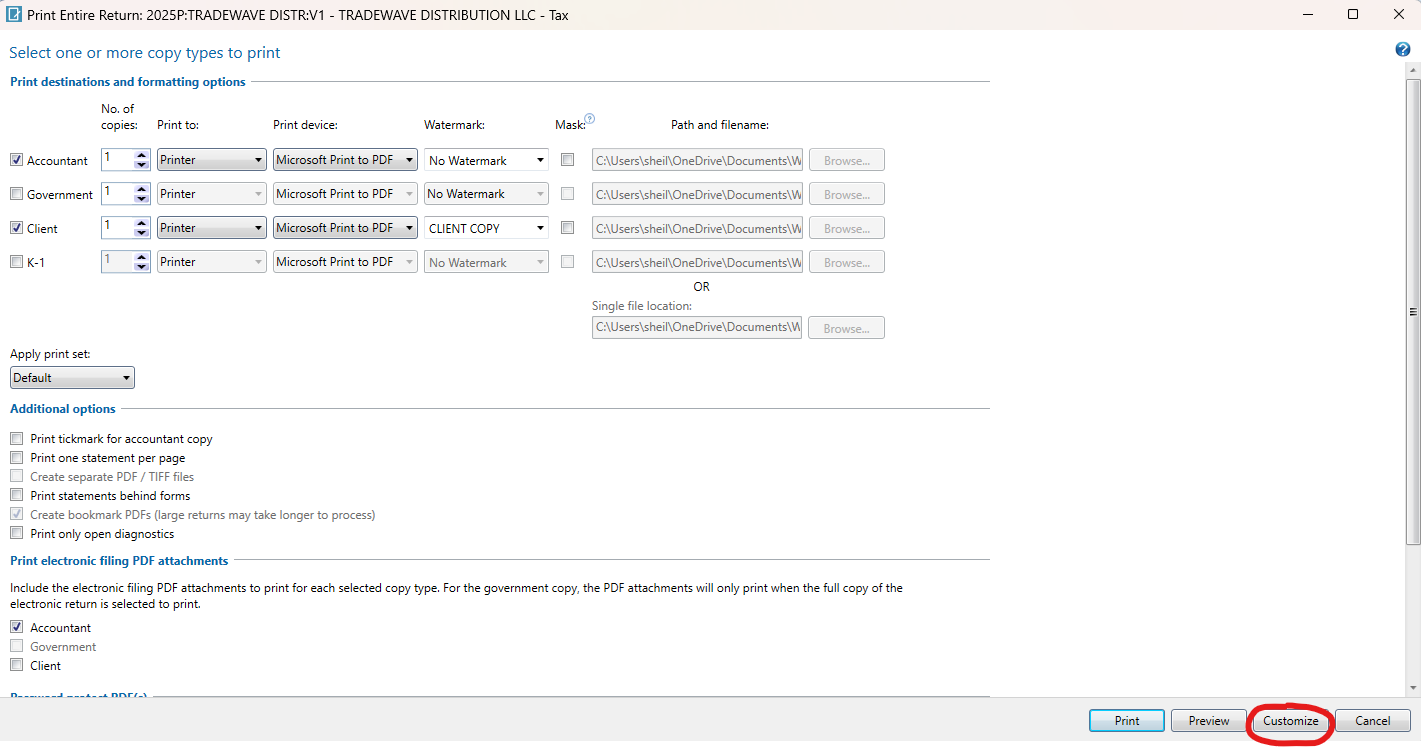 Print Entire Return: 2025P:TRADEWAVE DISTR:V1 - TRADEWAVE DISTRIBUTION LLC - Tax
Select one or more copy types to print
?
Print destinations and formatting options
No. of
copies: Print to: Print device: Watermark: Mask: ? Path and filename:
Accountant 1 Printer Microsoft Print to PDF No Watermark C:\Users\sheil\OneDrive\Documents\W Browse...
Government 1 Printer Microsoft Print to PDF No Watermark C:\Users\sheil\OneDrive\Documents\W Browse...
Client 1 Printer Microsoft Print to PDF CLIENT COPY C:\Users\sheil\OneDrive\Documents\W Browse...
K-1 1 Printer Microsoft Print to PDF No Watermark C:\Users\sheil\OneDrive\Documents\W Browse...
OR
Single file location:
C:\Users\sheil\OneDrive\Documents\W Browse...
Apply print set:
Default
Additional options
Print tickmark for accountant copy
Print one statement per page
Create separate PDF / TIFF files
Print statements behind forms
Create bookmark PDFs (large returns may take longer to process)
Print only open diagnostics
Print electronic filing PDF attachments
Include the electronic filing PDF attachments to print for each selected copy type. For the government copy, the PDF attachments will only print when the full copy of the
electronic return is selected to print.
Accountant
Government
Client
Password protect PDF(s)
Print Preview Customize Cancel